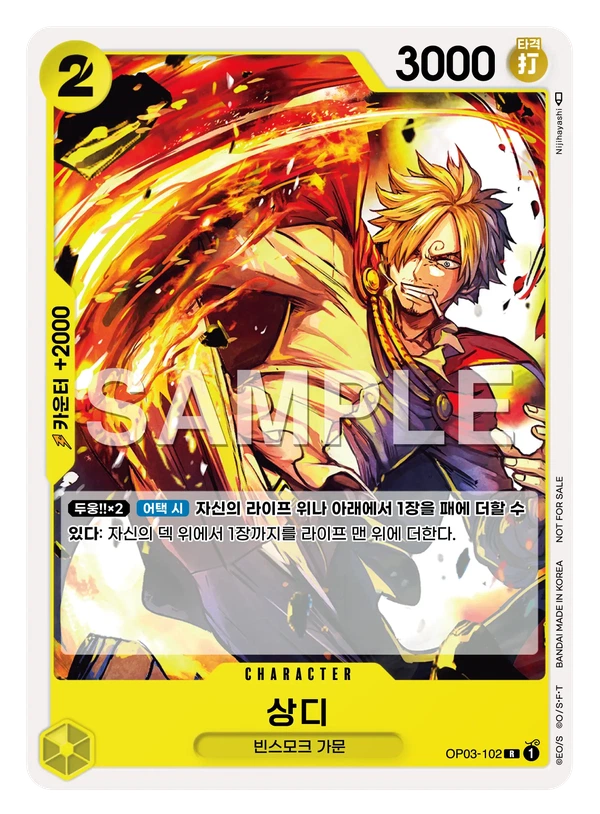 2
3000
타격
打
Nijihayashi
카운터 +2000
SAMPLE
두웅!!×2 어택 시 자신의 라이프 위나 아래에서 1장을 패에 더할 수
있다: 자신의 덱 위에서 1장까지를 라이프 맨 위에 더한다.
CHARACTER
상디
빈스모크 가문
OP03-102 R 1
©EO/S ©O/S·F·T BANDAI MADE IN KOREA NOT FOR SALE